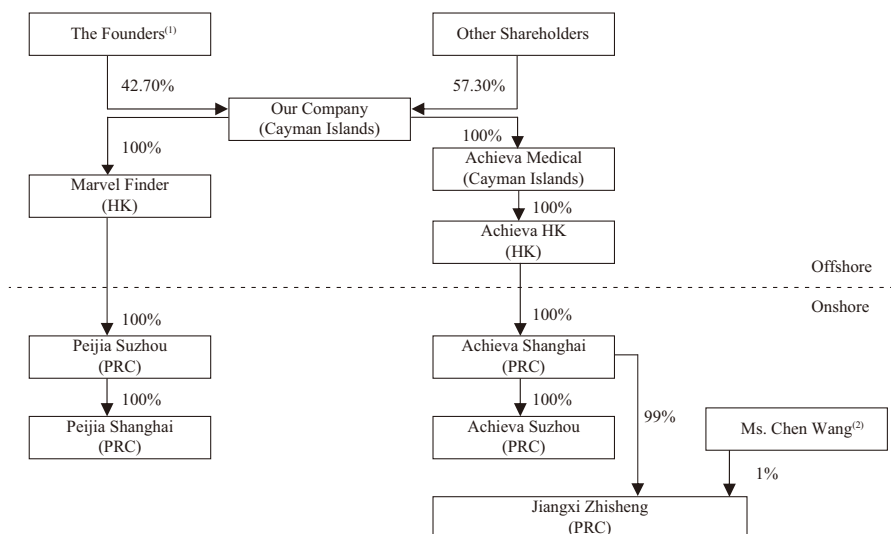 The Founders(1)
Other Shareholders
42.70%
57.30%
Our Company
(Cayman Islands)
100%
100%
Marvel Finder
(HK)
Achieva Medical
(Cayman Islands)
100%
Achieva HK
(HK)
Offshore
Onshore
100%
100%
Peijia Suzhou
(PRC)
Achieva Shanghai
(PRC)
100%
100%
99%
Peijia Shanghai
(PRC)
Achieva Suzhou
(PRC)
Ms. Chen Wang(2)
1%
Jiangxi Zhisheng
(PRC)